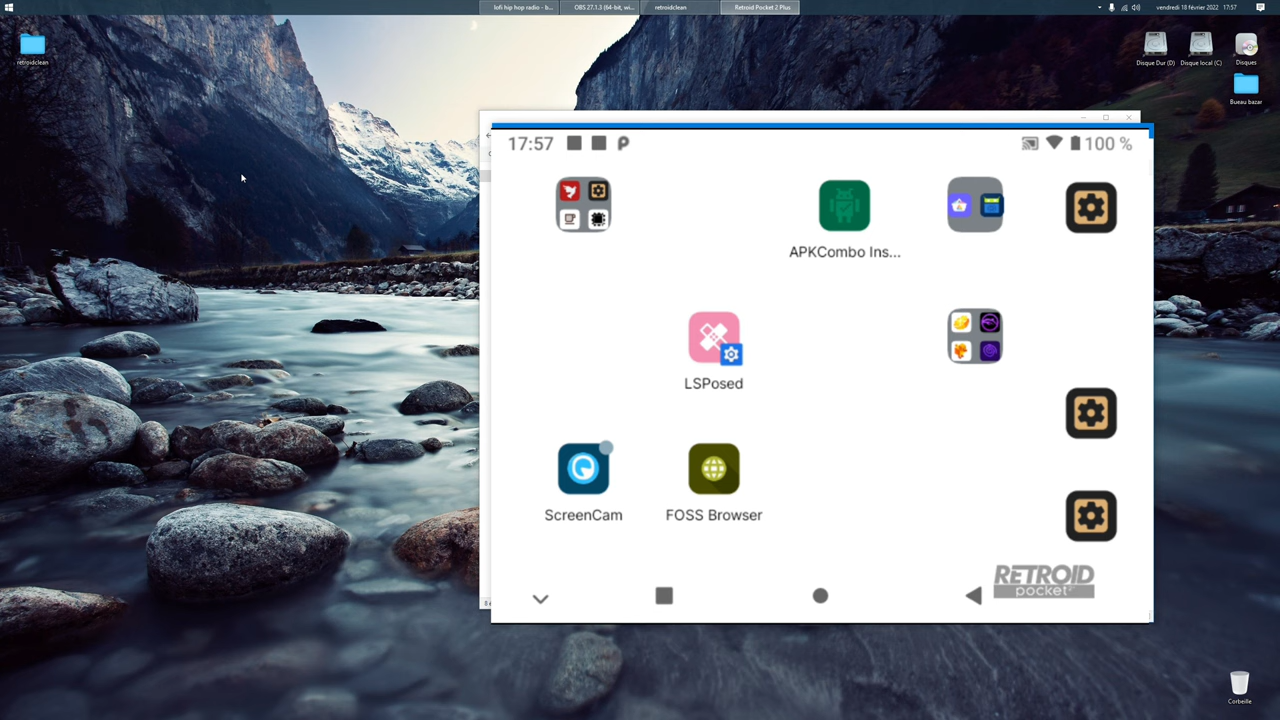 lofi hip hop radio - b...
OBS 27.1.3 (64-bit, wi...
retroidclean
Retroid Pocket 2 Plus
vendredi 18 février 2022
17:57
retroidclean
Disque Dur (D)
Disque local (C)
Disques
Bueau bazar
17:57
100 %
APKCombo Ins...
LSPosed
ScreenCam
FOSS Browser
RETROID
pocket
Corbeille